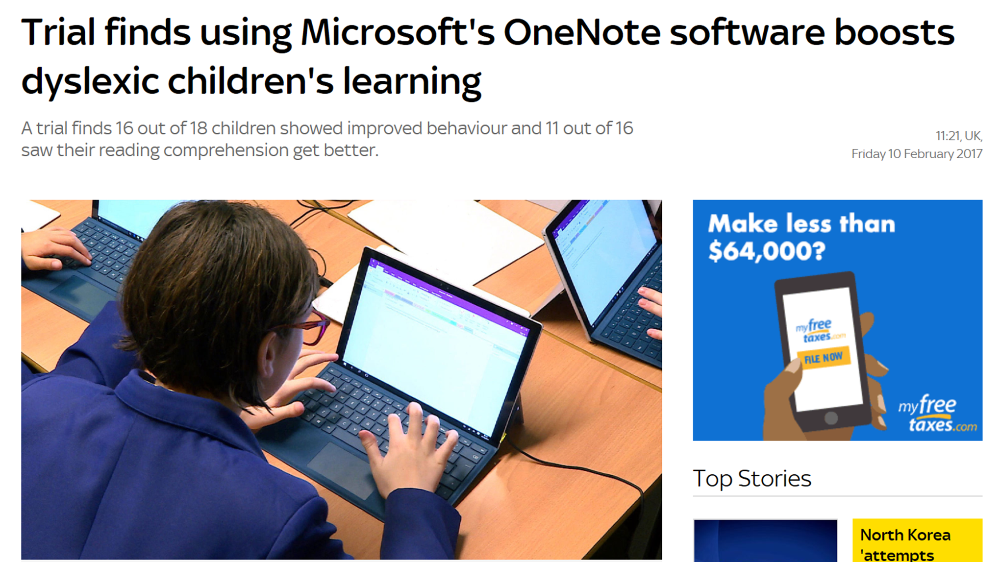 Trial finds using Microsoft's OneNote software boosts
dyslexic children's learning
A trial finds 16 out of 18 children showed improved behaviour and 11 out of 16
saw their reading comprehension get better.
11:21, UK,
Friday 10 February 2017
Make less than
$64,000?
myfree
taxes.com
FILE NOW
myfree
taxes.com
Top Stories
North Korea
'attempts